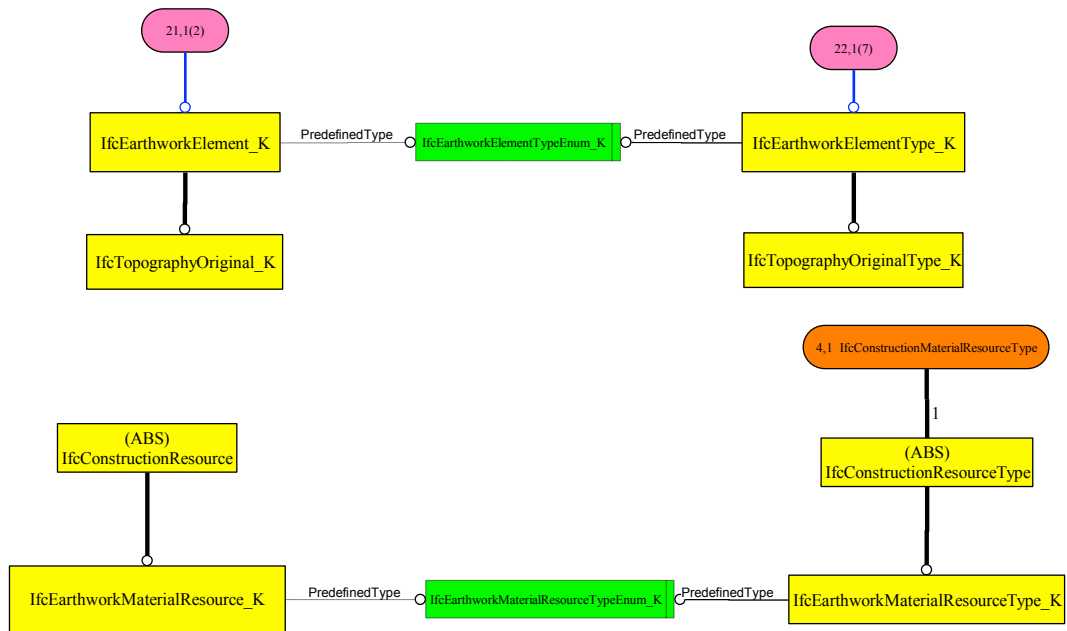 21,1(2)
22,1(7)
IfcEarthworkElement_K
PredefinedType
IfcEarthworkElementTypeEnum_K
PredefinedType
IfcEarthworkElementType_K
IfcTopographyOriginal_K
IfcTopographyOriginalType_K
4,1 IfcConstructionMaterialResourceType
1
(ABS)
IfcConstructionResource
(ABS)
IfcConstructionResourceType
IfcEarthworkMaterialResource_K
PredefinedType
IfcEarthworkMaterialResourceTypeEnum_K
PredefinedType
IfcEarthworkMaterialResourceType_K